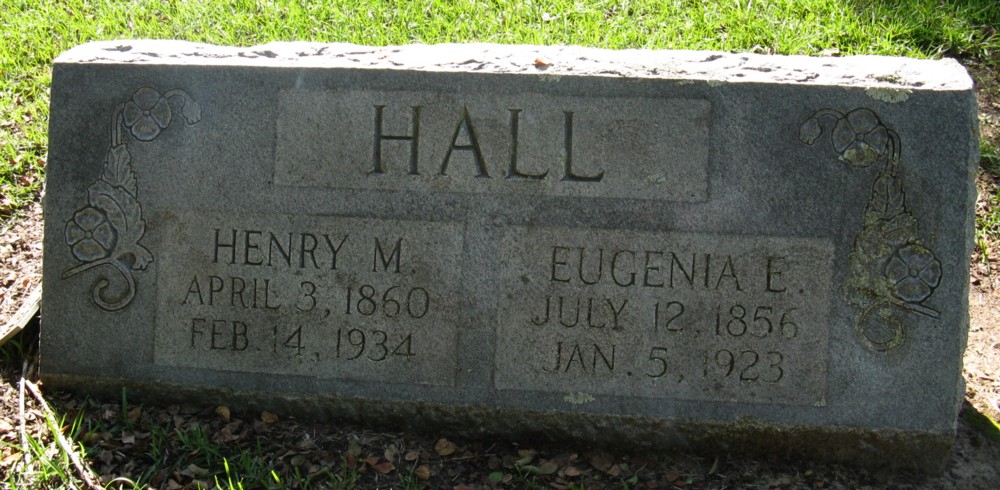 HALL
HENRY M.
APRIL 3, 1860
FEB. 14, 1934
EUGENIA E.
JULY 12, 1856
JAN. 5, 1923